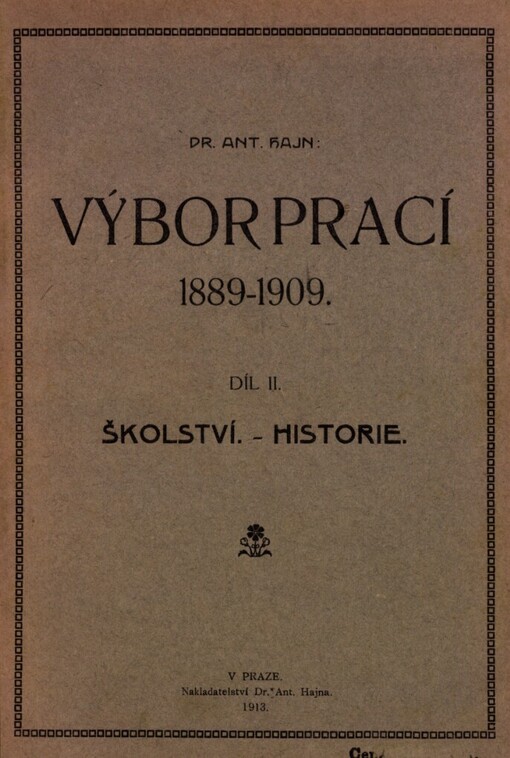 DR. ANT. HAJN:
VÝBOR PRACÍ
1889-1909.
DÍL II.
ŠKOLSTVÍ. - HISTORIE.
V PRAZE.
Nakladatelství Dr. Ant. Hajna.
1913.